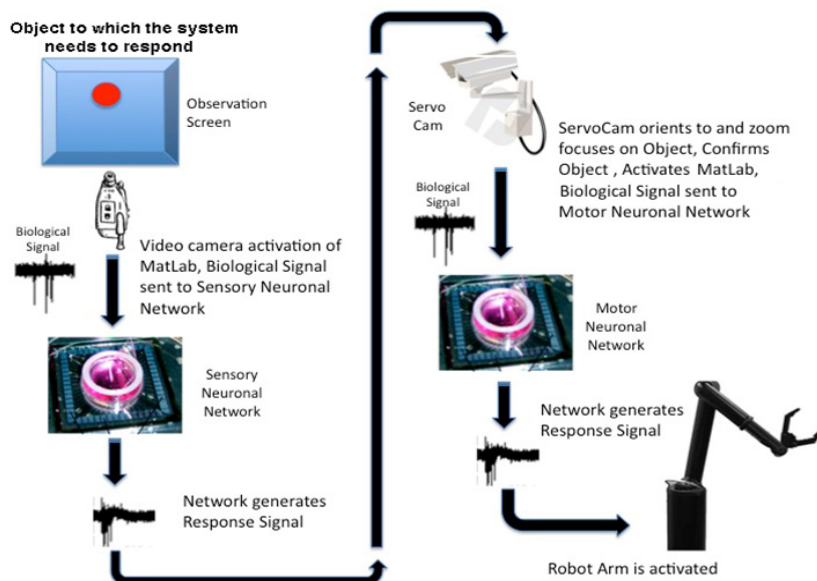 Object to which the system
needs to respond
Observation
Screen
Biological
Signal
Video camera activation of
MatLab, Biological Signal
sent to Sensory Neuronal
Network
Sensory
Neuronal
Network
Network generates
Response Signal
Servo
Cam
ServoCam orients to and zoom
focuses on Object, Confirms
Object , Activates MatLab,
Biological Signal sent to
Motor Neuronal Network
Biological
Signal
Motor
Neuronal
Network
Network generates
Response Signal
Robot Arm is activated